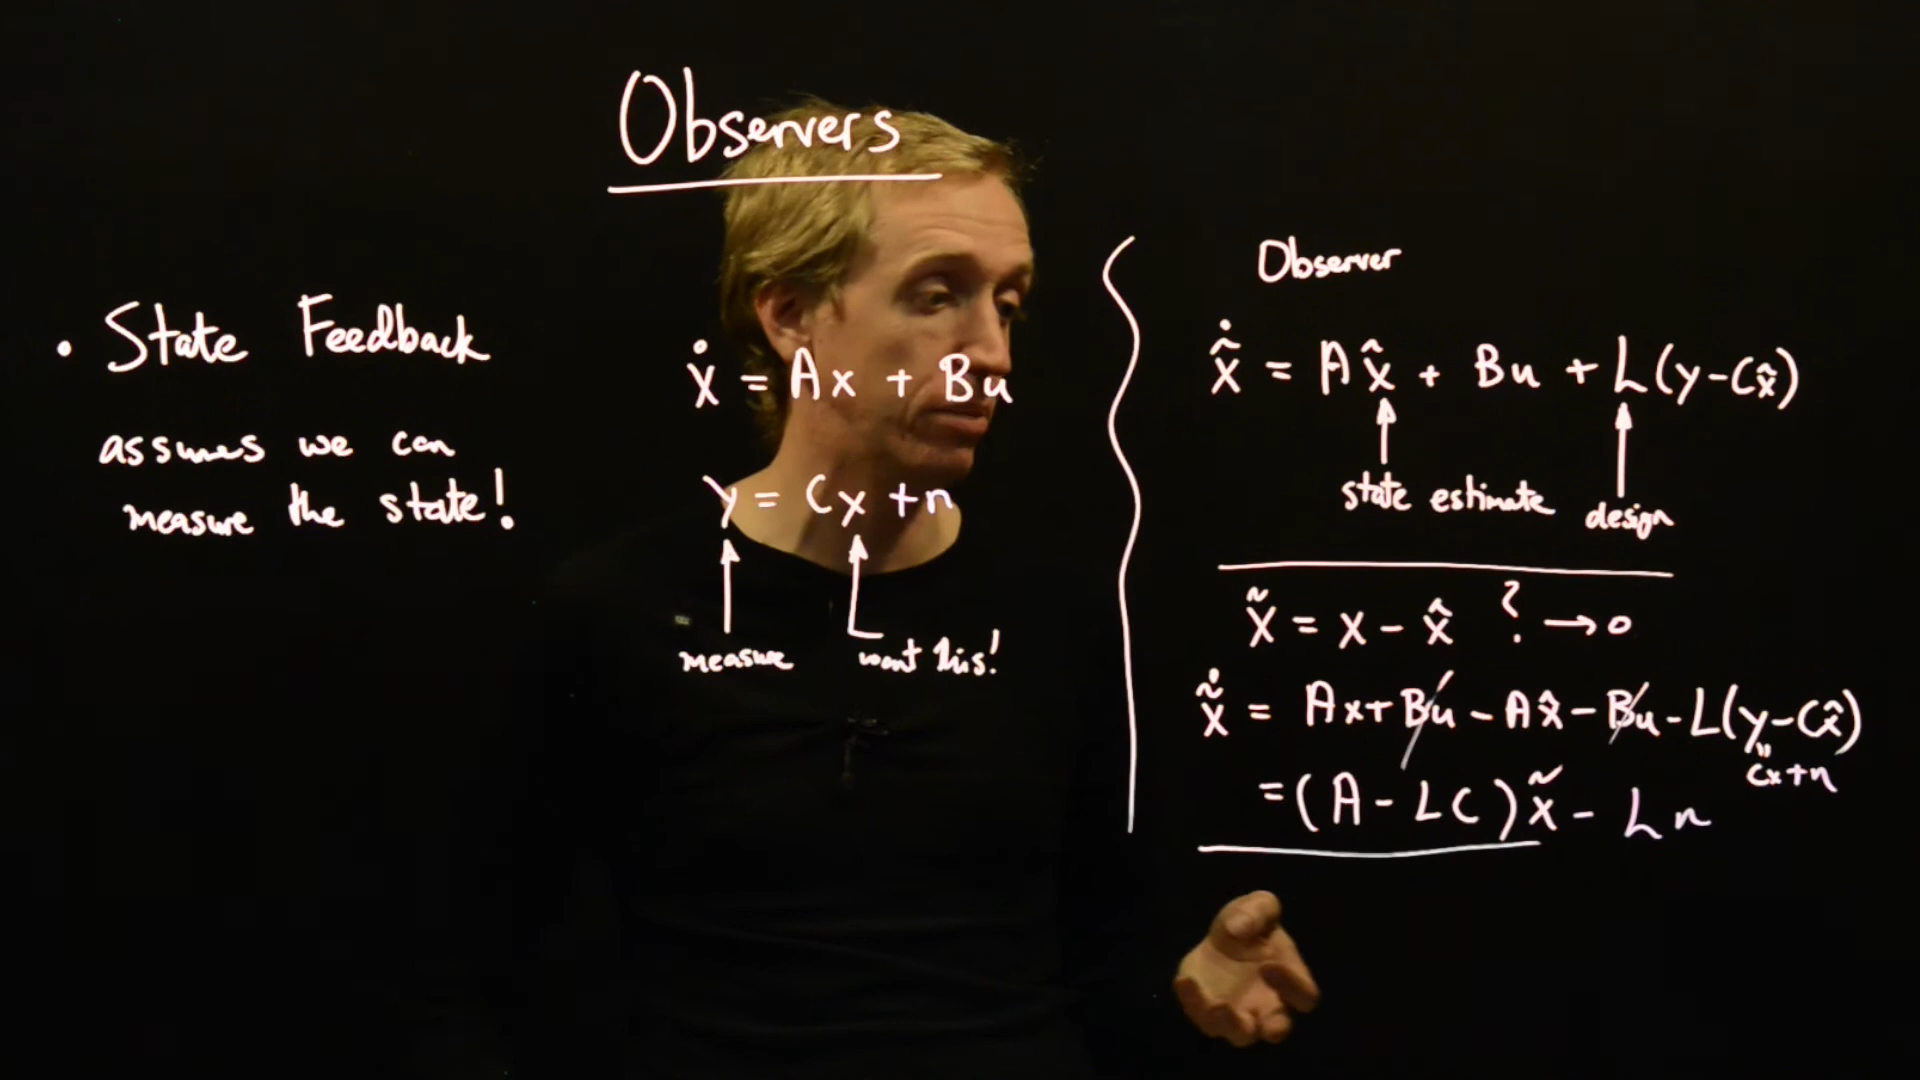 Observers
• State Feedback
assumes we can
measure the state!
ẋ = Ax + Bu
y = Cx + n
measure want this!
Observer
x̂̇ = Ax̂ + Bu + L(y-Cx̂)
state estimate design
x̃ = x - x̂ ? → 0
x̃̇ = Ax + Bu - Ax̂ - Bu - L(y-Cx̂)
" Cx+n
= (A - LC)x̃ - Ln